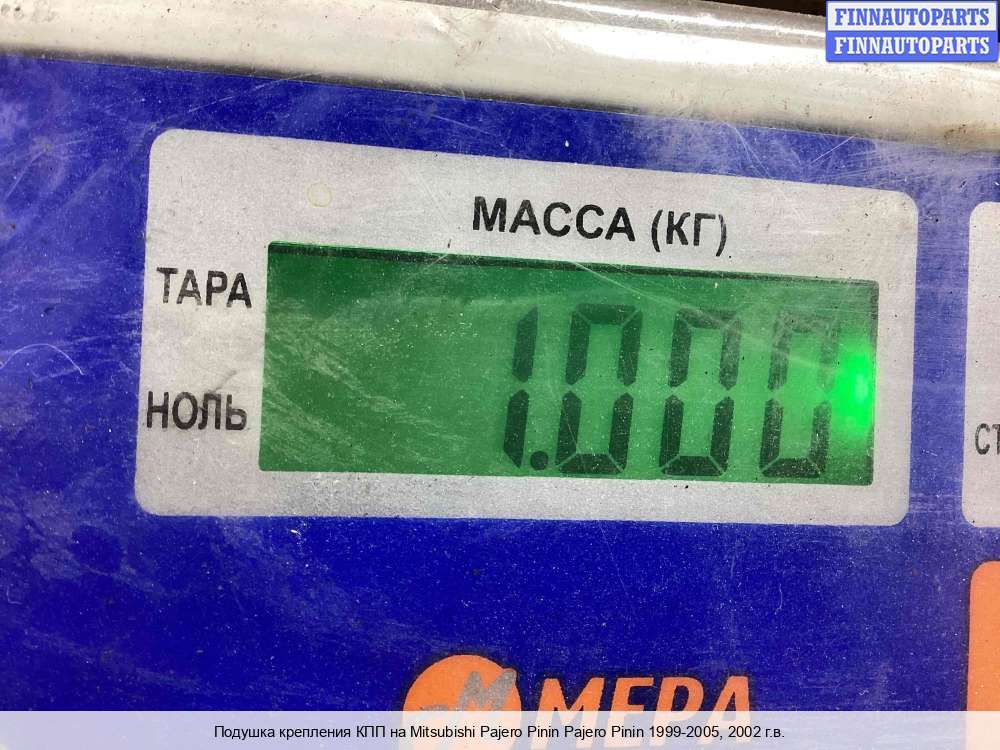 FINNAUTOPARTS
FINNAUTOPARTS
МАССА (КГ)
ТАРА
1.000
НОЛЬ
СТ
МЕРА
Подушка крепления КПП на Mitsubishi Pajero Pinin Pajero Pinin 1999-2005, 2002 г.в.